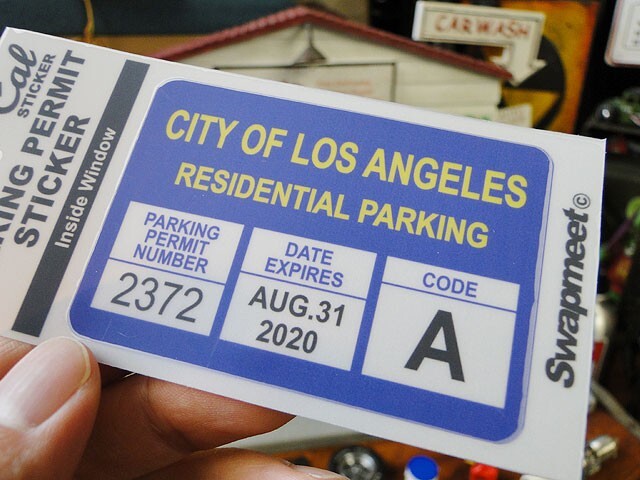 Cal
STICKER
KING PERMIT
STICKER
Inside Window
CITY OF LOS ANGELES
RESIDENTIAL PARKING
PARKING
PERMIT
NUMBER
2372
DATE
EXPIRES
AUG.31
2020
CODE
A
Swapmeet©
CARWASH